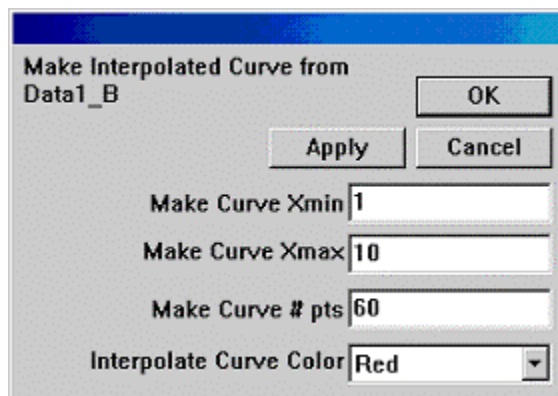 Make Interpolated Curve from
Data1_B
OK
Apply Cancel
Make Curve Xmin 1
Make Curve Xmax 10
Make Curve # pts 60
Interpolate Curve Color Red